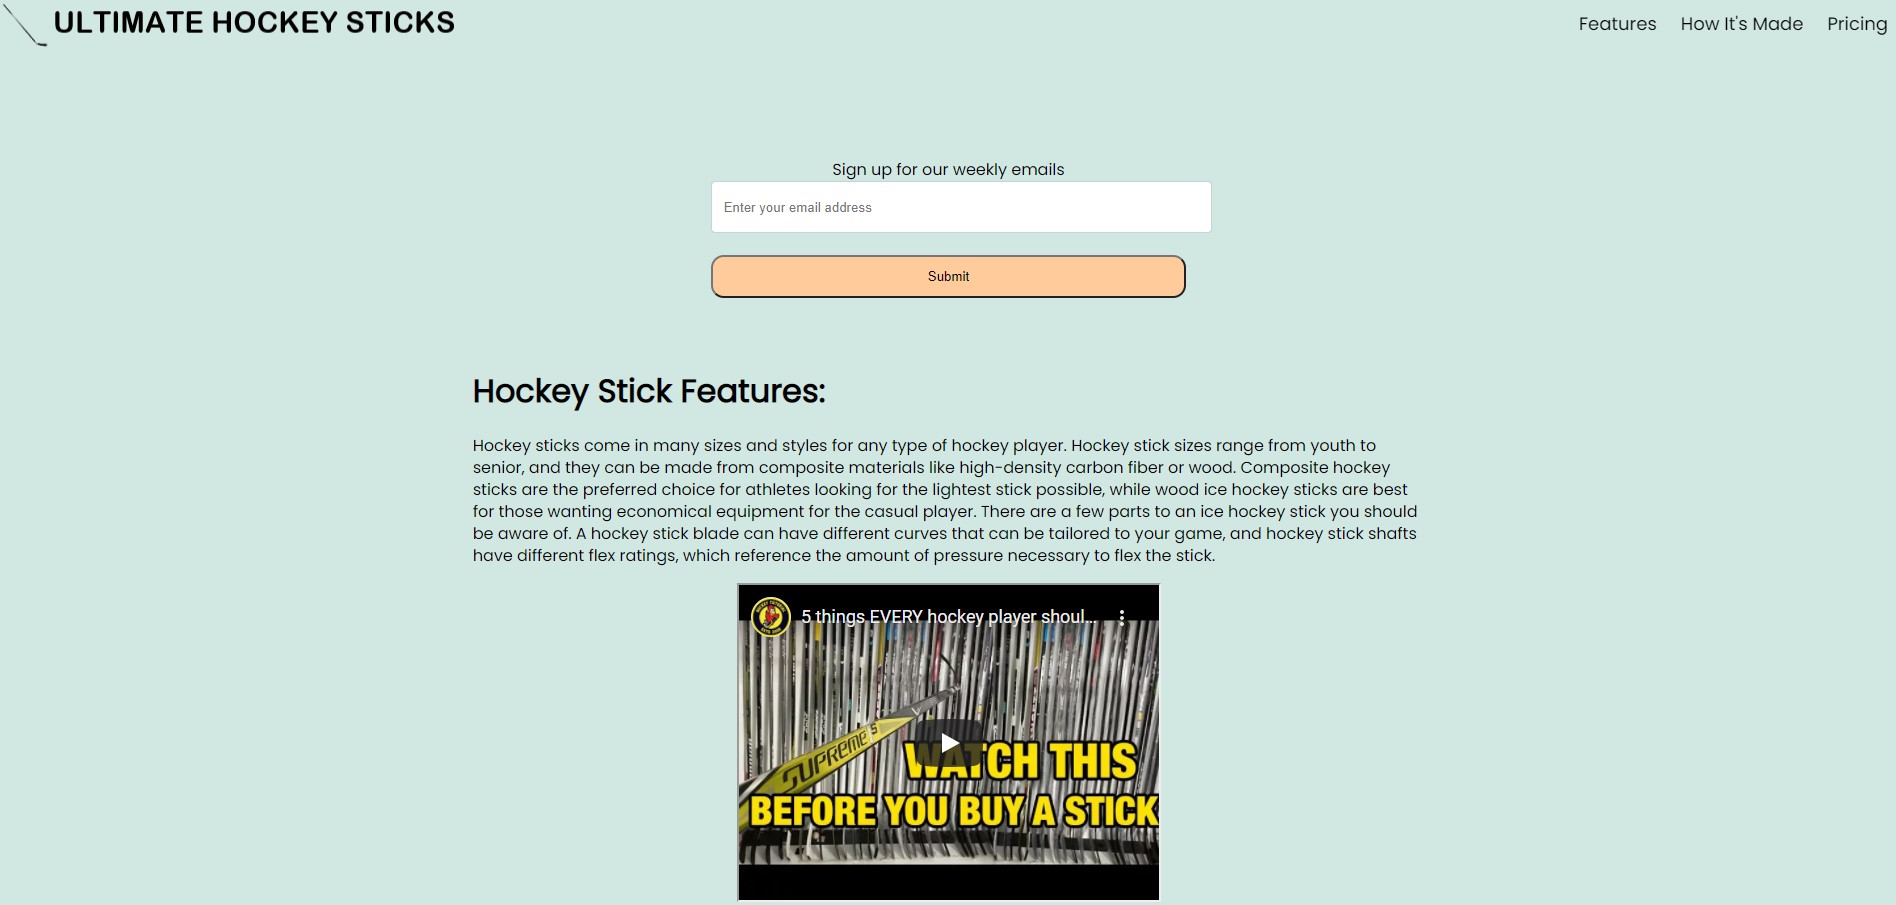 ULTIMATE HOCKEY STICKS
Features How It's Made Pricing
Sign up for our weekly emails
Enter your email address
Submit
Hockey Stick Features:
Hockey sticks come in many sizes and styles for any type of hockey player. Hockey stick sizes range from youth to
senior, and they can be made from composite materials like high-density carbon fiber or wood. Composite hockey
sticks are the preferred choice for athletes looking for the lightest stick possible, while wood ice hockey sticks are best
for those wanting economical equipment for the casual player. There are a few parts to an ice hockey stick you should
be aware of. A hockey stick blade can have different curves that can be tailored to your game, and hockey stick shafts
have different flex ratings, which reference the amount of pressure necessary to flex the stick.
5 things EVERY hockey player shoul...
SUPREME
WATCH THIS
BEFORE YOU BUY A STICK